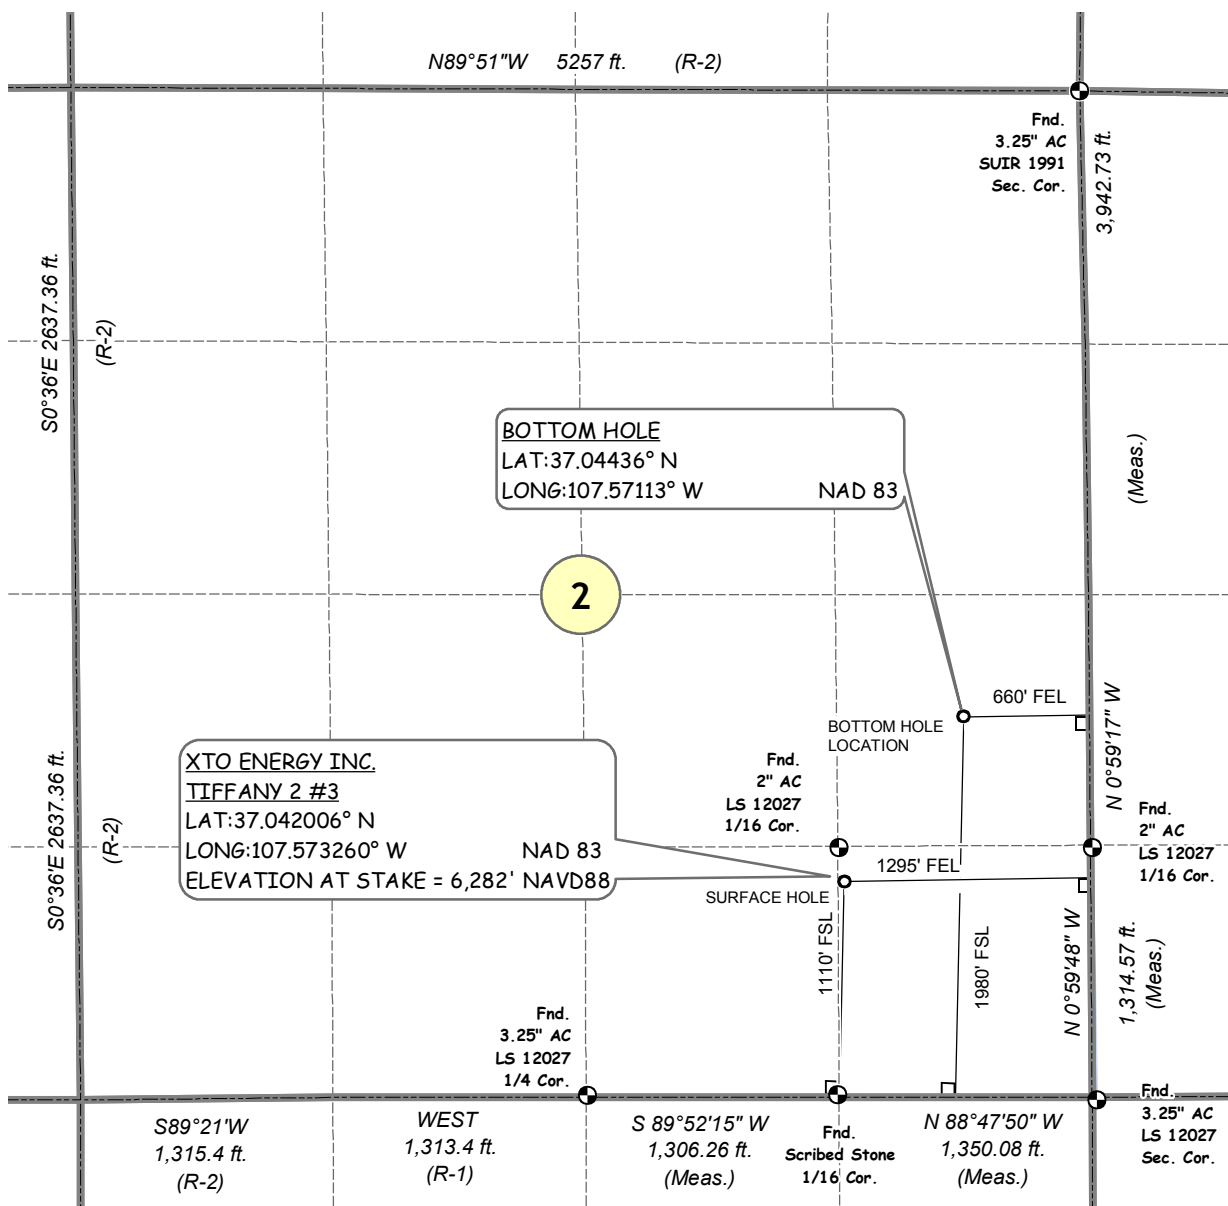 N89°51"W 5257 ft. (R-2)
Fnd.
3.25" AC
SUIR 1991
Sec. Cor.
3,942.73 ft.
S0°36'E 2637.36 ft.
(R-2)
(Meas.)
BOTTOM HOLE
LAT:37.04436° N
LONG:107.57113° W NAD 83
2
660' FEL
BOTTOM HOLE
LOCATION
N 0°59'17" W
XTO ENERGY INC.
TIFFANY 2 #3
LAT:37.042006° N
LONG:107.573260° W NAD 83
ELEVATION AT STAKE = 6,282' NAVD88
S0°36'E 2637.36 ft.
(R-2)
Fnd.
2" AC
LS 12027
1/16 Cor.
Fnd.
2" AC
LS 12027
1/16 Cor.
1295' FEL
SURFACE HOLE
1110' FSL
1980' FSL
N 0°59'48" W
1,314.57 ft.
(Meas.)
Fnd.
3.25" AC
LS 12027
1/4 Cor.
S89°21'W
1,315.4 ft.
(R-2)
WEST
1,313.4 ft.
(R-1)
S 89°52'15" W
1,306.26 ft.
(Meas.)
Fnd.
Scribed Stone
1/16 Cor.
N 88°47'50" W
1,350.08 ft.
(Meas.)
Fnd.
3.25" AC
LS 12027
Sec. Cor.